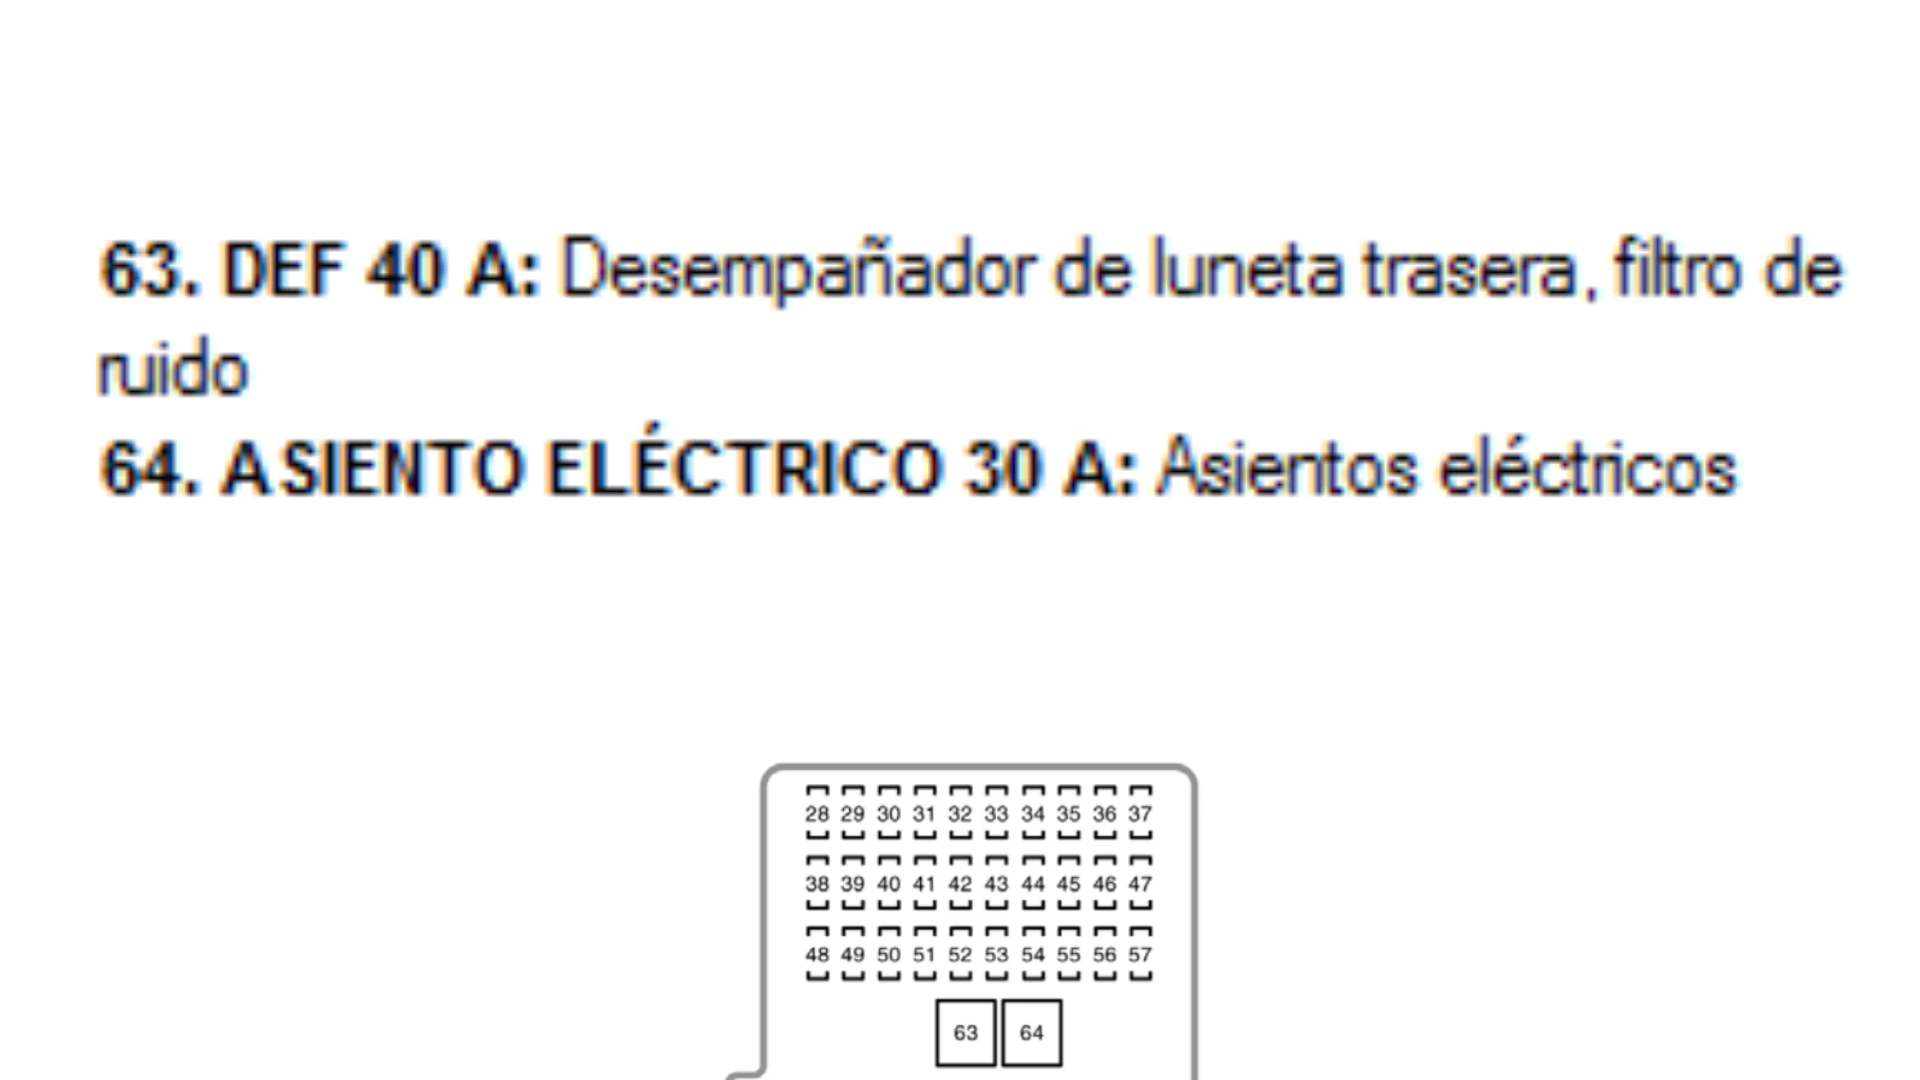 63. DEF 40 A: Desempañador de luneta trasera, filtro de
ruido
64. ASIENTO ELÉCTRICO 30 A: Asientos eléctricos
28 29 30 31 32 33 34 35 36 37
38 39 40 41 42 43 44 45 46 47
48 49 50 51 52 53 54 55 56 57
63 64